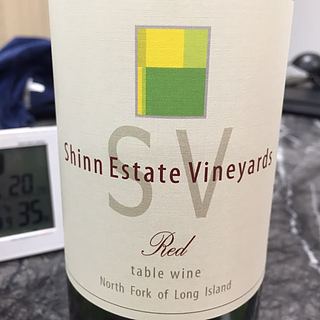 SV
Shinn Estate Vineyards
Red
table wine
North Fork of Long Island
20
35